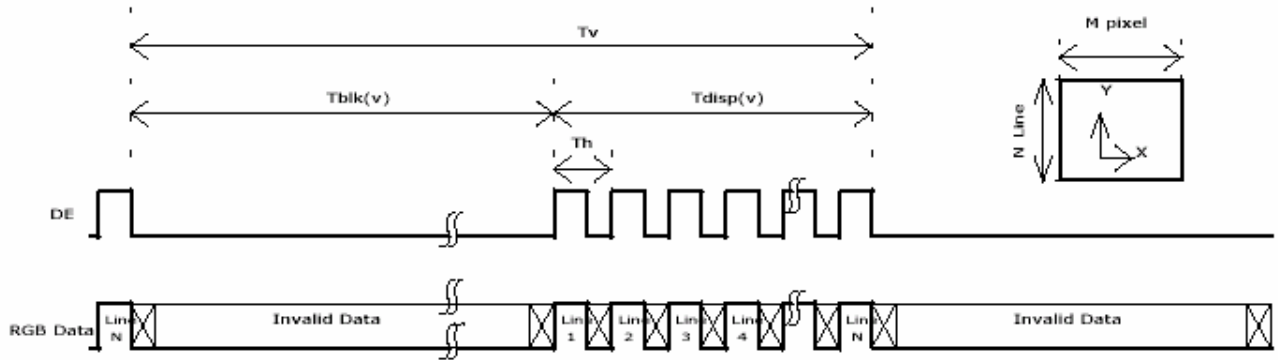 Tv
M pixel
Tblk(v)
Tdisp(v)
Th
N Line
Y
X
DE
RGB Data
Line N
Invalid Data
Line 1
Line 2
Line 3
Line 4
Line N
Invalid Data